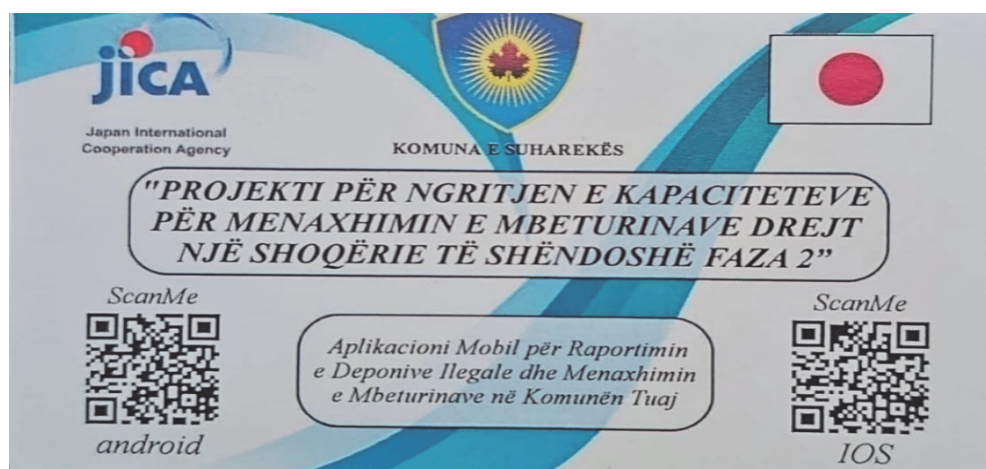 jICA
Japan International
Cooperation Agency
KOMUNA E SUHAREKËS
"PROJEKTI PËR NGRITJEN E KAPACITETEVE
PËR MENAXHIMIN E MBETURINAVE DREJT
NJË SHOQËRIE TË SHËNDOSHË FAZA 2”
ScanMe
android
Aplikacioni Mobil për Raportimin
e Deponive Ilegale dhe Menaxhimin
e Mbeturinave në Komunën Tuaj
ScanMe
IOS